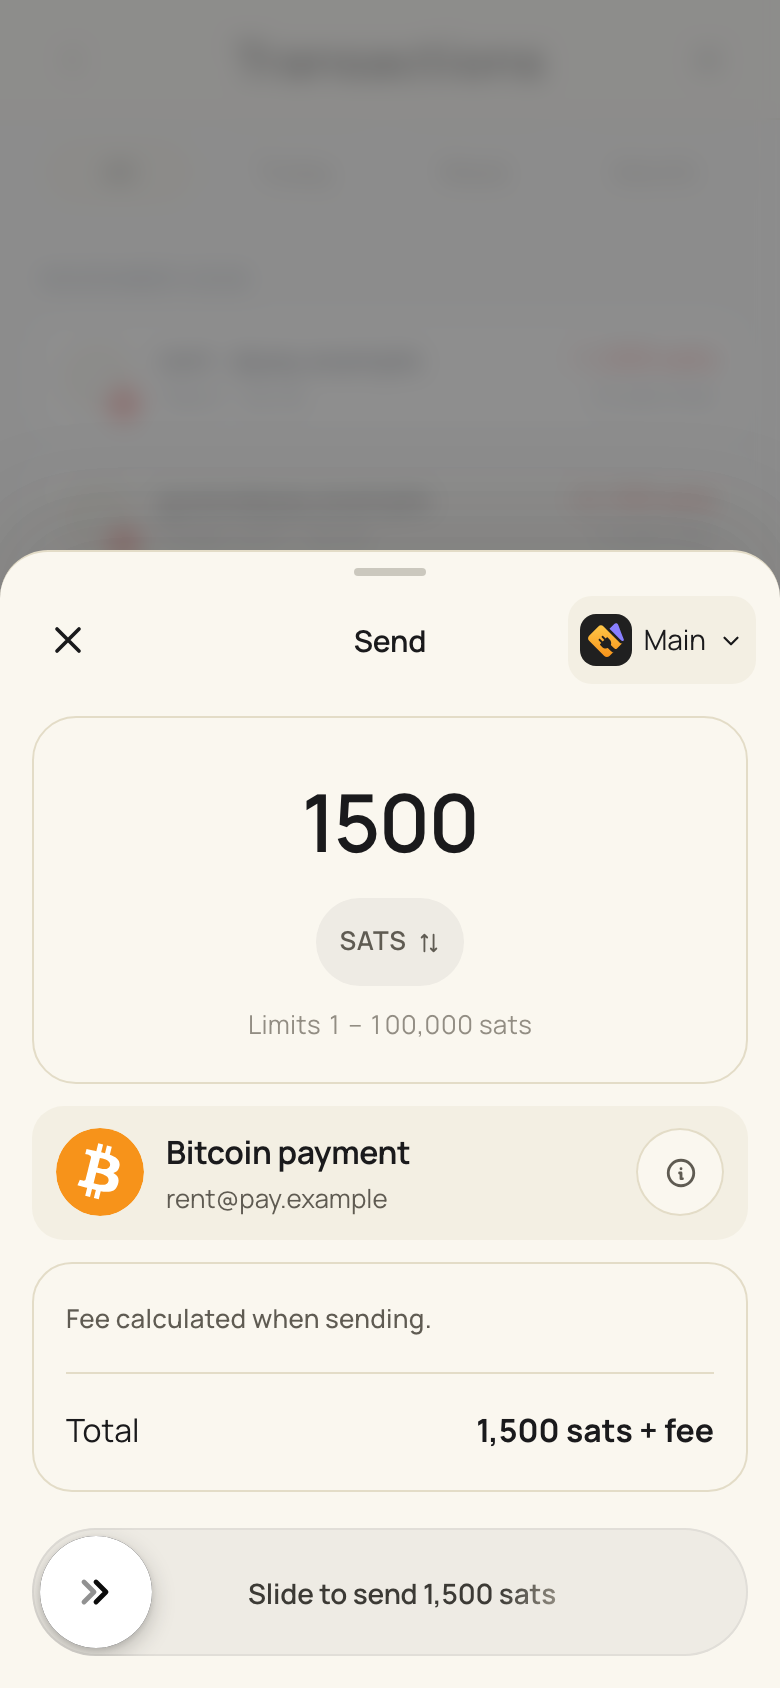 Transactions
Send
Main
1500
SATS
Limits 1 – 100,000 sats
Bitcoin payment
rent@pay.example
Fee calculated when sending.
Total
1,500 sats + fee
Slide to send 1,500 sats